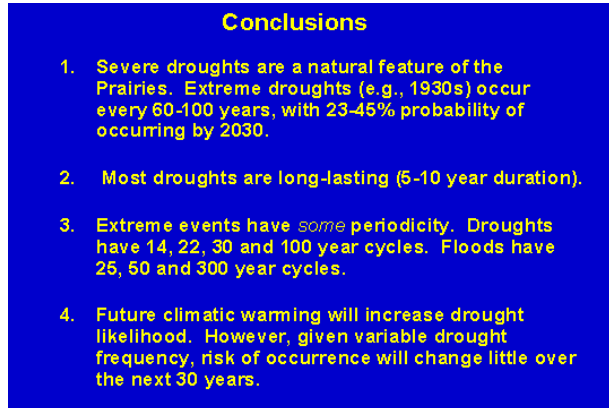 Conclusions
1. Severe droughts are a natural feature of the
Prairies. Extreme droughts (e.g., 1930s) occur
every 60-100 years, with 23-45% probability of
occurring by 2030.
2. Most droughts are long-lasting (5-10 year duration).
3. Extreme events have some periodicity. Droughts
have 14, 22, 30 and 100 year cycles. Floods have
25, 50 and 300 year cycles.
4. Future climatic warming will increase drought
likelihood. However, given variable drought
frequency, risk of occurrence will change little over
the next 30 years.